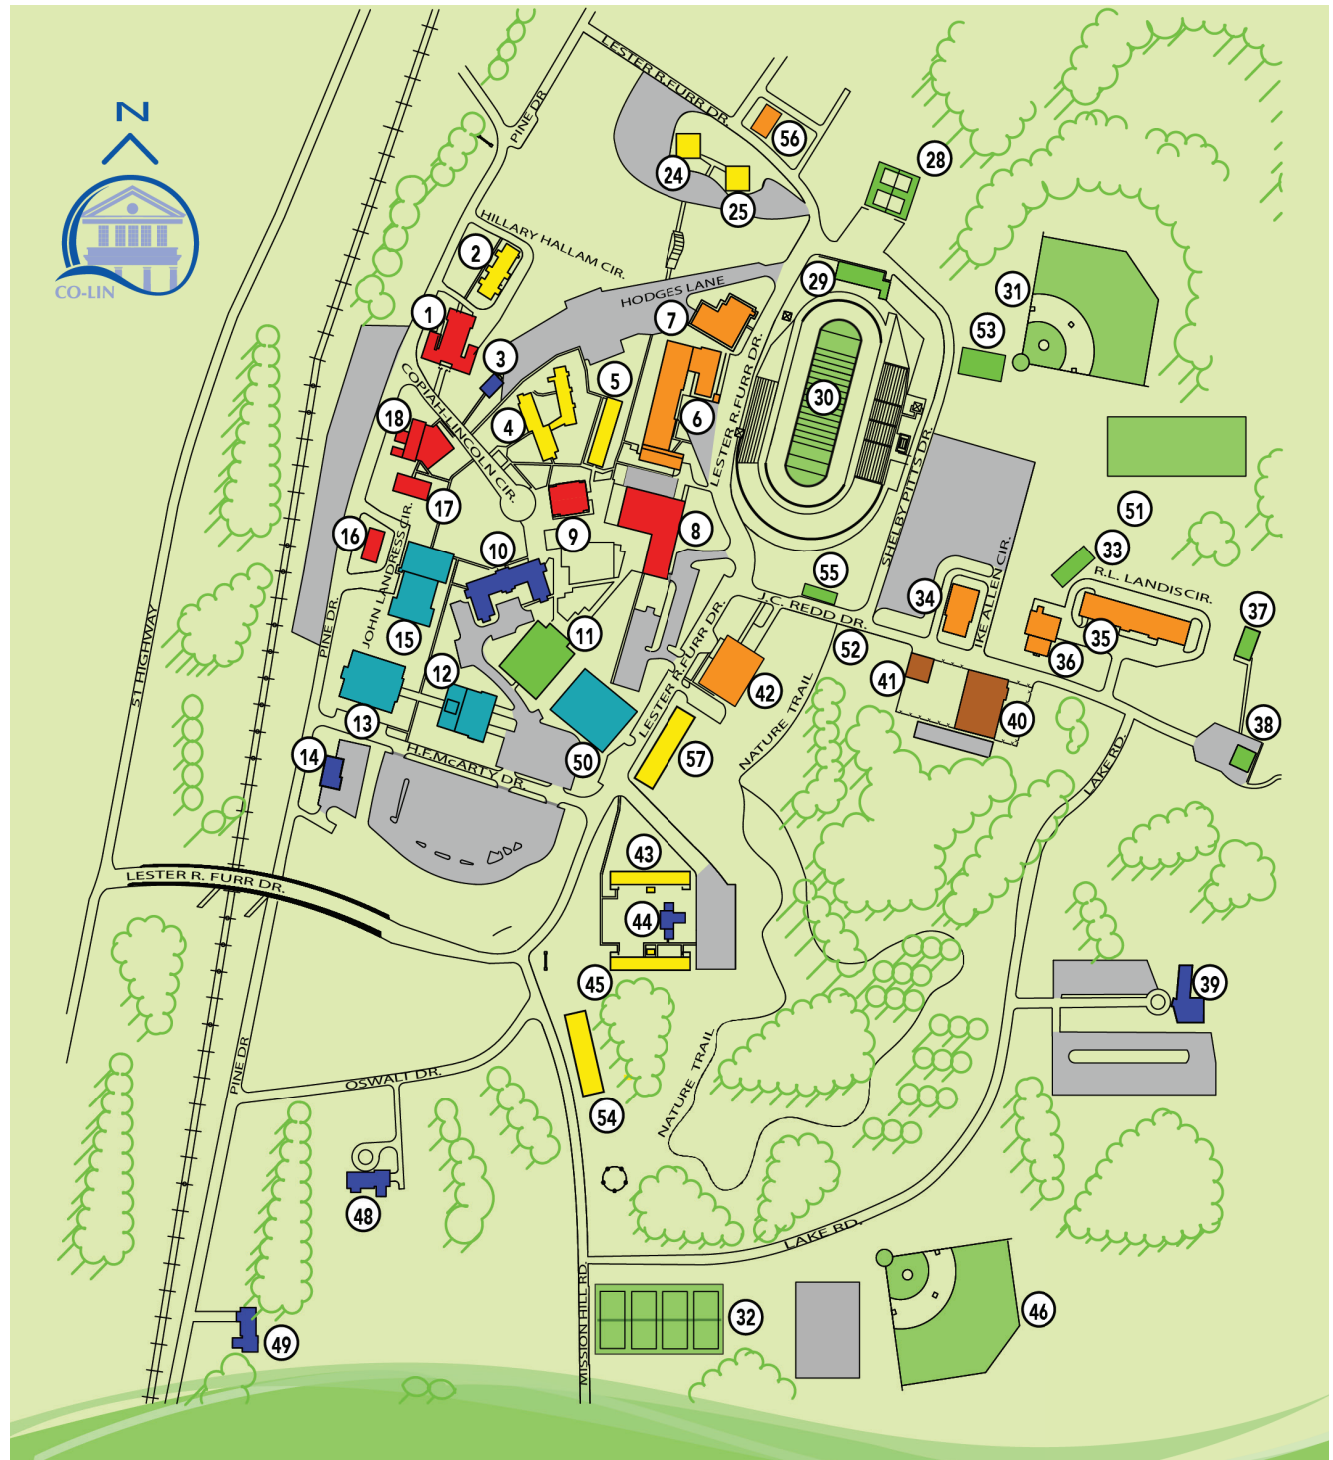 LESTER R.FURR DR.
N
PINE DR
56
28
24
25
HILLARY HALLAM CIR.
2
CO-LIN
HODGES LANE
29
31
1
7
53
3
5
LESTER R.FURR DR.
COPIAH-LINCOLN CIR.
30
18
4
6
SHELBY PITTS DR.
17
51
16
9
8
JOHN LANDRESS CIR.
10
33
IKE ALLEN CIR.
R.L. LANDIS CIR.
55
J.C. REDD DR.
34
37
51 HIGHWAY
PINE DR.
15
11
35
52
36
LESTER R.FURR DR.
12
41
42
13
NATURE TRAIL
40
38
14
H.F.McCARTY DR.
50
57
LAKE RD.
43
LESTER R. FURR DR.
44
45
39
PINE DR
OSWALT DR.
NATURE TRAIL
54
48
LAKE RD.
MISSION HILL RD.
32
46
49